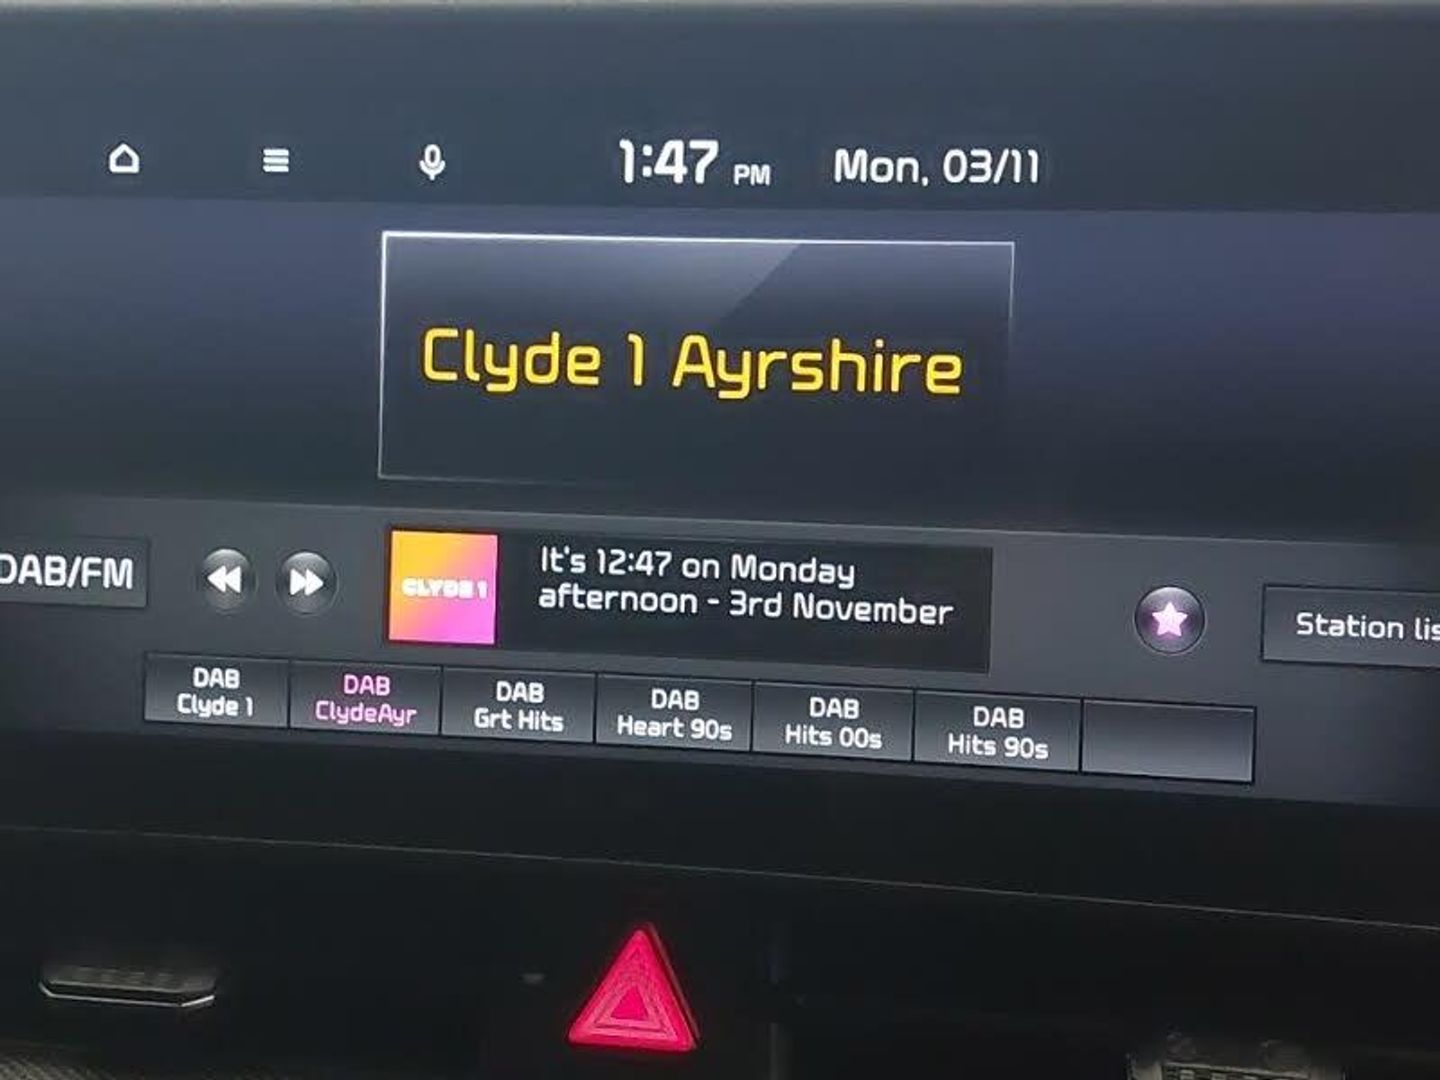 1:47 PM Mon, 03/11
Clyde 1 Ayrshire
DAB/FM
CLYDE 1
It's 12:47 on Monday
afternoon - 3rd November
Station
DAB
Clyde 1
DAB
ClydeAyr
DAB
Grt Hits
DAB
Heart 90s
DAB
Hits 00s
DAB
Hits 90s